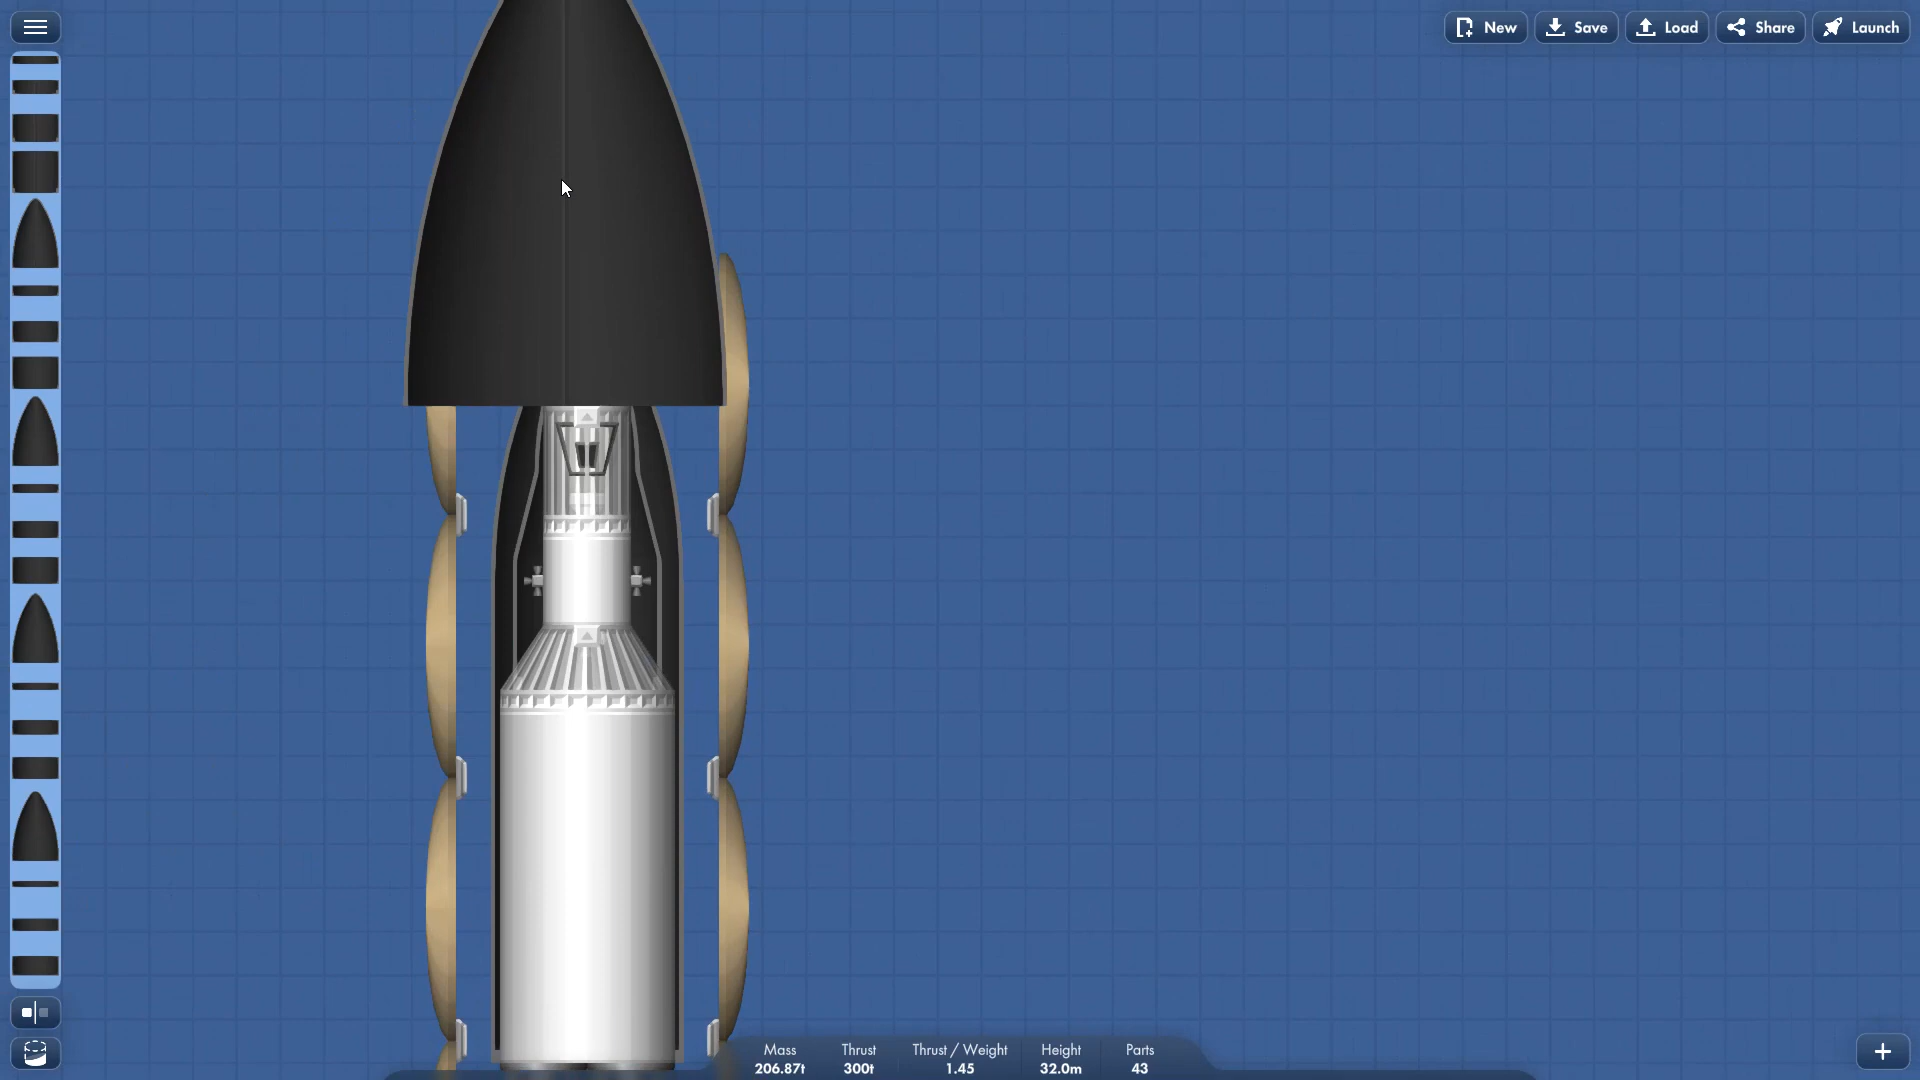 New
Save
Load
Share
Launch
Mass
206.87t
Thrust
300t
Thrust / Weight
1.45
Height
32.0m
Parts
43